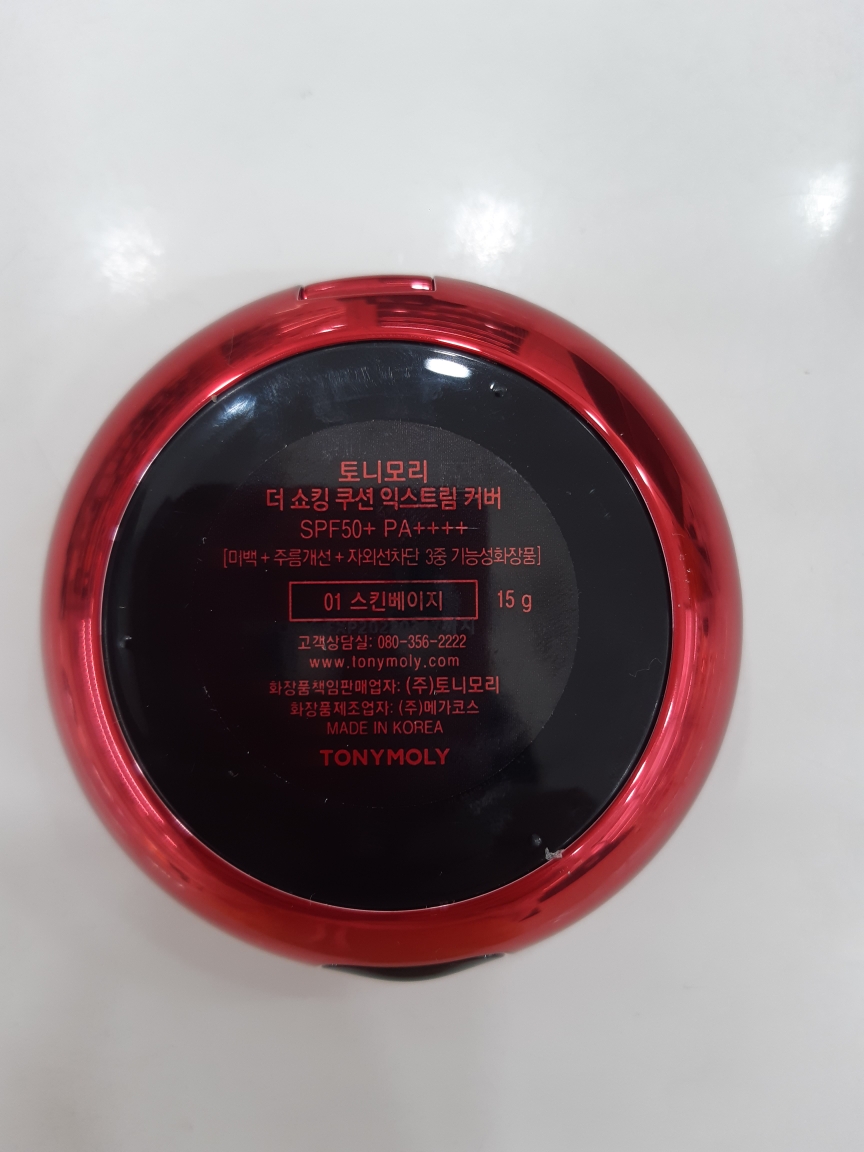 토니모리
더 쇼킹 쿠션 익스트림 커버
SPF50+ PA++++
[미백 + 주름개선 + 자외선차단 3중 기능성화장품]
01 스킨베이지 15 g
고객상담실: 080-356-2222
www.tonymoly.com
화장품책임판매업자: (주)토니모리
화장품제조업자: (주)메가코스
MADE IN KOREA
TONYMOLY